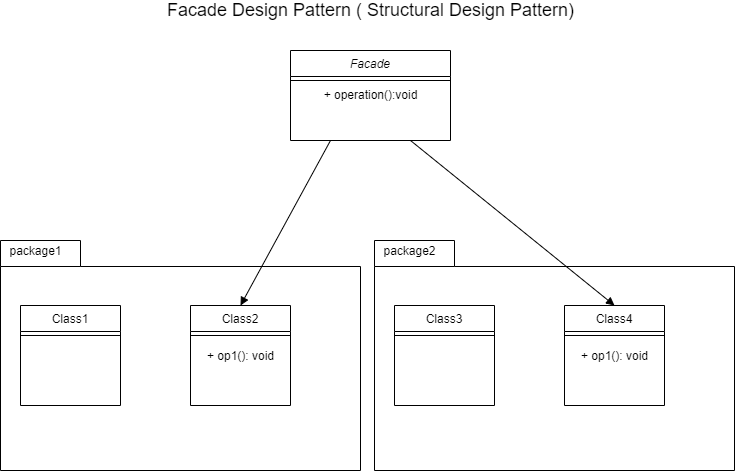 Facade Design Pattern ( Structural Design Pattern)
Facade
+ operation():void
package1
package2
Class1
Class2
Class3
Class4
+ op1(): void
+ op1(): void